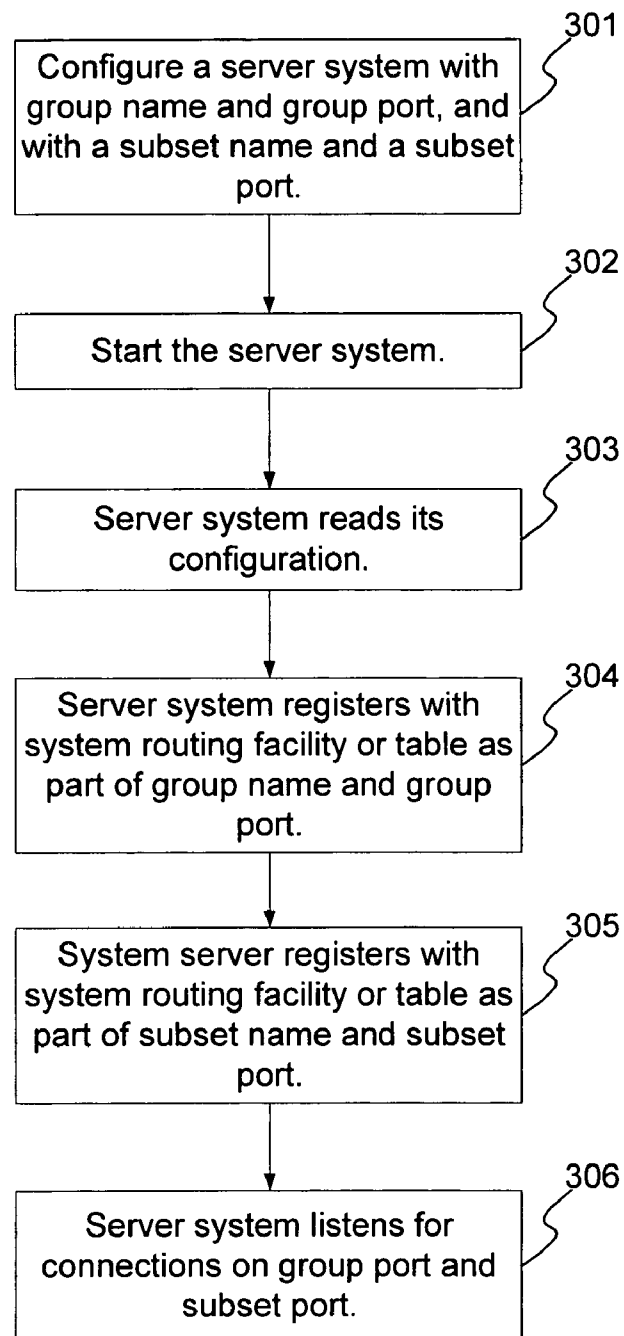 301
Configure a server system with
group name and group port, and
with a subset name and a subset
port.
302
Start the server system.
303
Server system reads its
configuration.
304
Server system registers with
system routing facility or table as
part of group name and group
port.
305
System server registers with
system routing facility or table as
part of subset name and subset
port.
306
Server system listens for
connections on group port and
subset port.